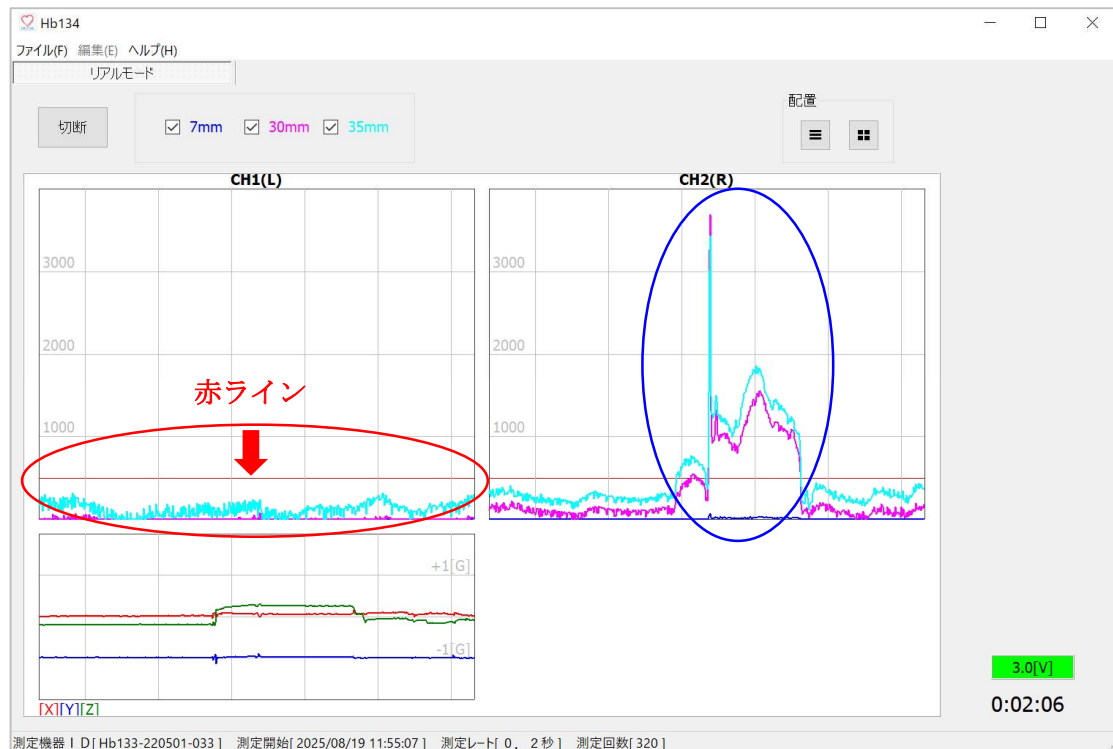 Hb134
ファイル(F) 編集(E) ヘルプ(H)
リアルモード
切断
7mm 30mm 35mm
配置
CH1(L) CH2(R)
3000 3000
2000 2000
赤ライン
1000 1000
+1[G]
-1[G]
[X][Y][Z]
3.0[V]
0:02:06
測定機器ＩＤ[Hb133-220501-033] 測定開始[2025/08/19 11:55:07] 測定レート[０．２秒] 測定回数[320]